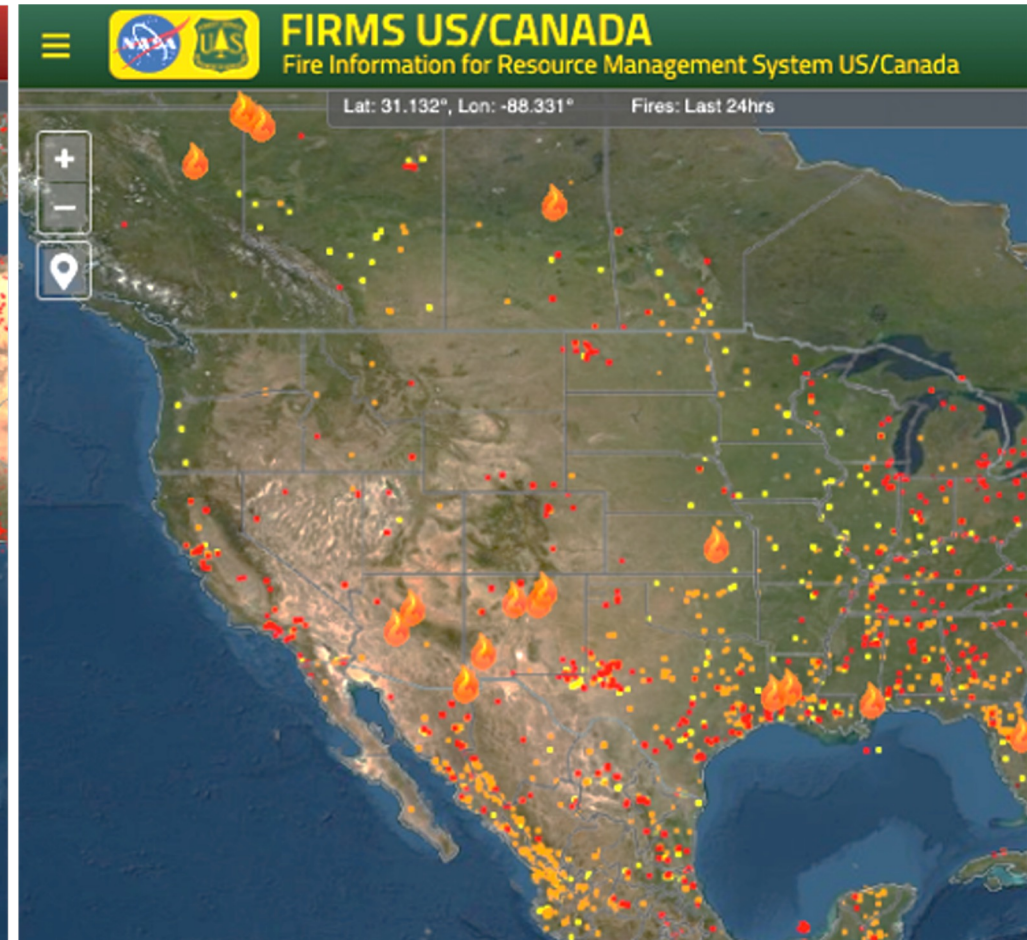 NASA
UAS
FIRMS US/CANADA
Fire Information for Resource Management System US/Canada
Lat: 31.132°, Lon: -88.331° Fires: Last 24hrs
+
−